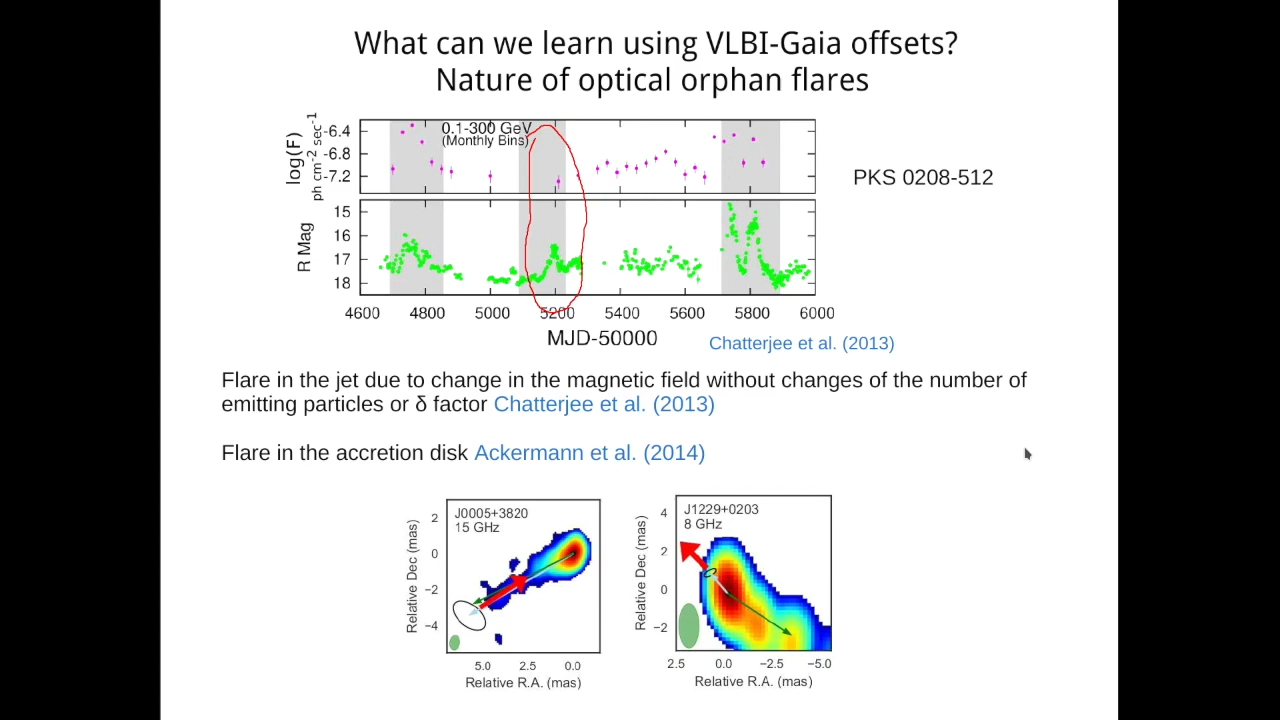 What can we learn using VLBI-Gaia offsets?
Nature of optical orphan flares
log(F)
ph cm-2 sec-1
-6.4
-6.8
-7.2
0.1-300 GeV
(Monthly Bins)
PKS 0208-512
R Mag
15
16
17
18
4600 4800 5000 5200 5400 5600 5800 6000
MJD-50000
Chatterjee et al. (2013)
Flare in the jet due to change in the magnetic field without changes of the number of
emitting particles or δ factor Chatterjee et al. (2013)
Flare in the accretion disk Ackermann et al. (2014)
J0005+3820
15 GHz
Relative Dec (mas)
2
0
−2
−4
5.0 2.5 0.0
Relative R.A. (mas)
J1229+0203
8 GHz
Relative Dec (mas)
4
2
0
−2
2.5 0.0 −2.5 −5.0
Relative R.A. (mas)